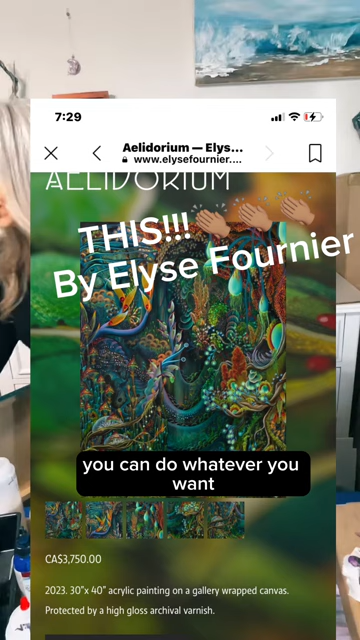 7:29
Aelidorium — Elys...
www.elysefournier....
AELIDORIUM
THIS!!!
By Elyse Fournier
you can do whatever you
want
CA$3,750.00
2023. 30"x 40" acrylic painting on a gallery wrapped canvas.
Protected by a high gloss archival varnish.